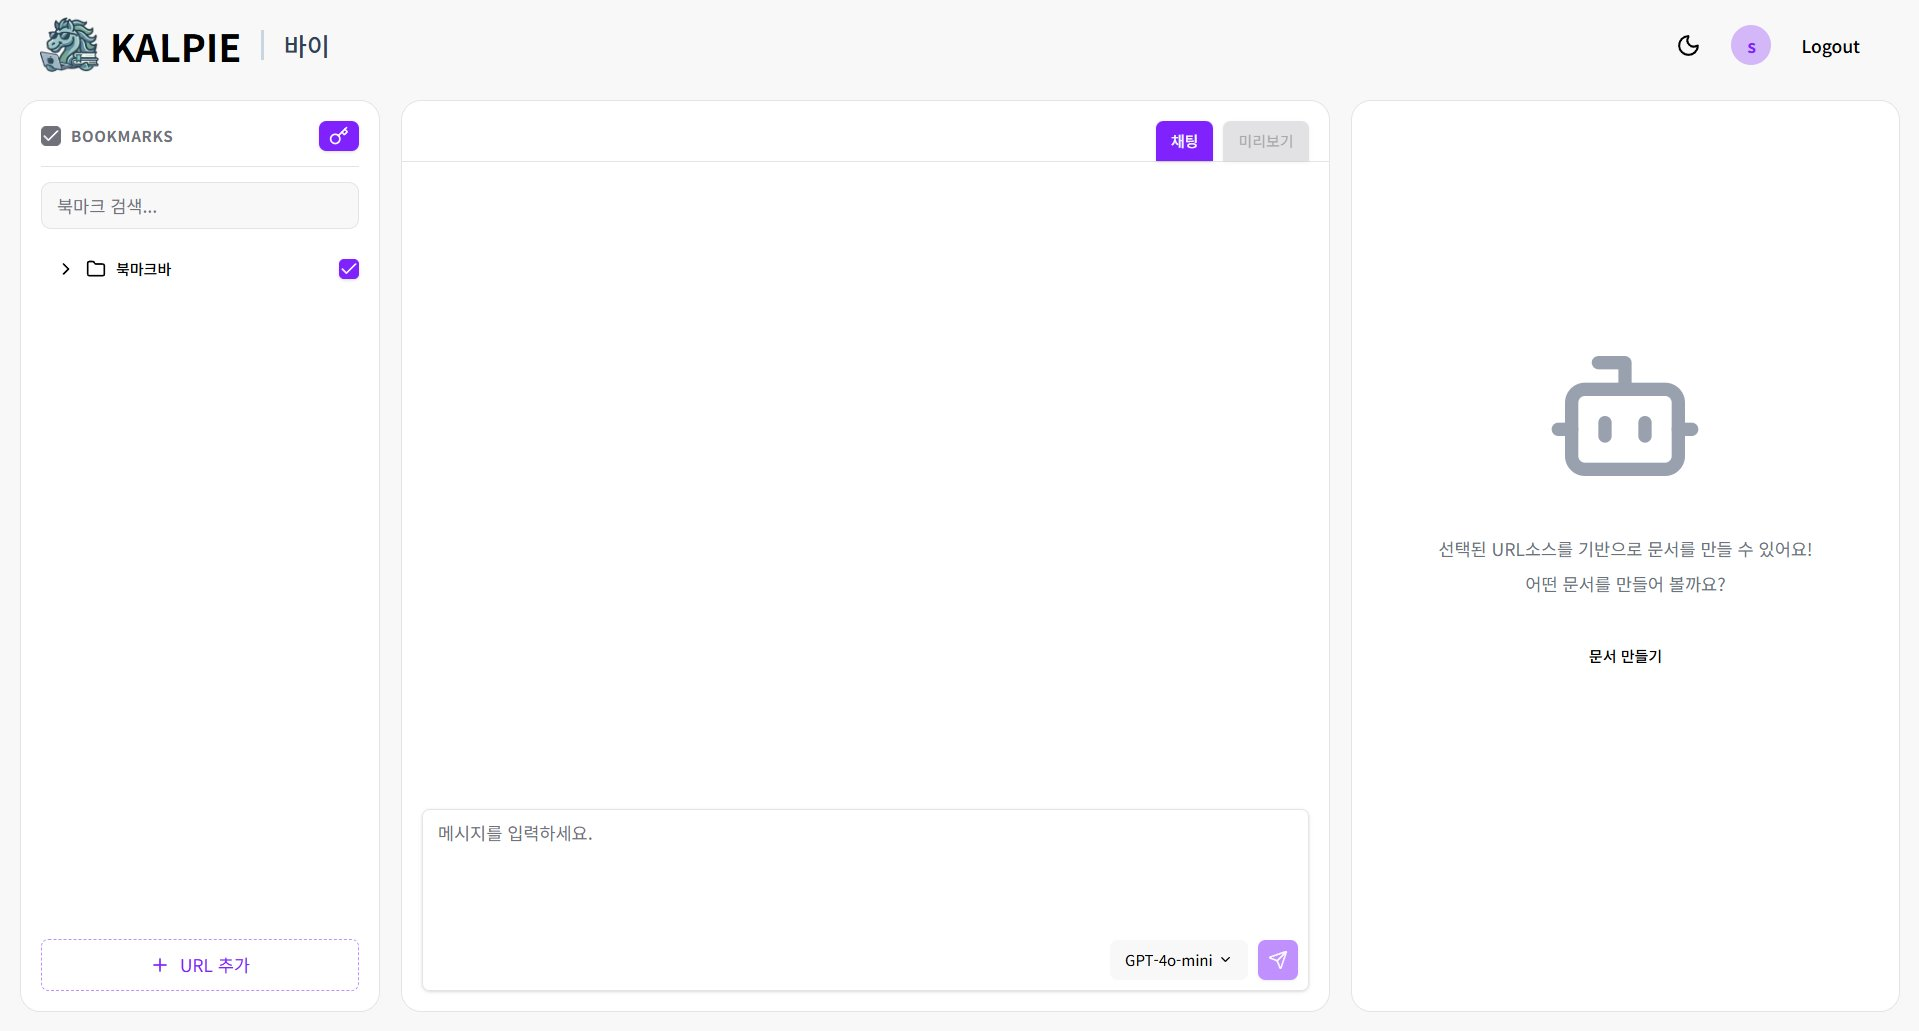 KALPIE | 바이
s
Logout
BOOKMARKS
북마크 검색...
북마크바
URL 추가
채팅
미리보기
메시지를 입력하세요.
GPT-4o-mini
선택된 URL소스를 기반으로 문서를 만들 수 있어요!
어떤 문서를 만들어 볼까요?
문서 만들기